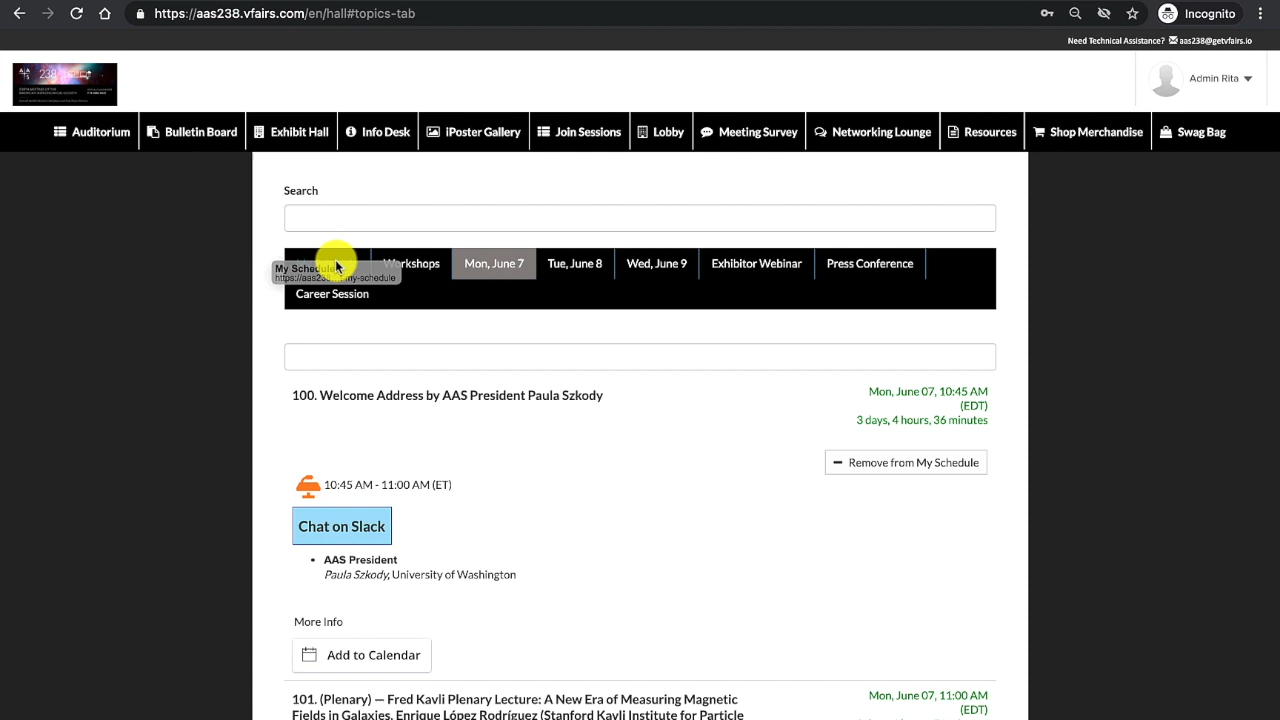 https://aas238.vfairs.com/en/hall#topics-tab
Incognito
Need Technical Assistance? aas238@getvfairs.io
238
Admin Rita
Auditorium Bulletin Board Exhibit Hall Info Desk iPoster Gallery Join Sessions Lobby Meeting Survey Networking Lounge Resources Shop Merchandise Swag Bag
Search
Workshops Mon, June 7 Tue, June 8 Wed, June 9 Exhibitor Webinar Press Conference
My Schedule
Career Session
100. Welcome Address by AAS President Paula Szkody
Mon, June 07, 10:45 AM
(EDT)
3 days, 4 hours, 36 minutes
Remove from My Schedule
10:45 AM - 11:00 AM (ET)
Chat on Slack
• AAS President
Paula Szkody, University of Washington
More Info
Add to Calendar
101. (Plenary) — Fred Kavli Plenary Lecture: A New Era of Measuring Magnetic
Fields in Galaxies, Enrique López Rodríguez (Stanford Kavli Institute for Particle
Mon, June 07, 11:00 AM
(EDT)